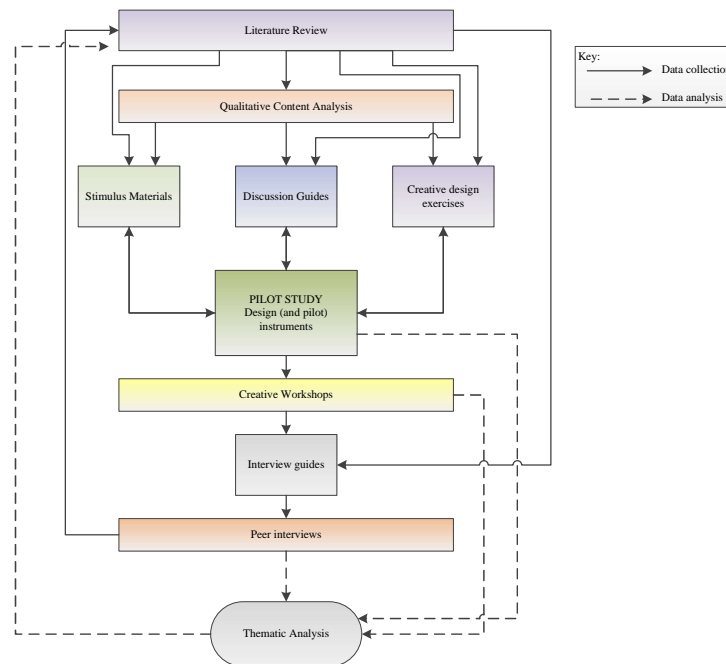 Literature Review
Key:
Data collection
Data analysis
Qualitative Content Analysis
Stimulus Materials
Discussion Guides
Creative design
exercises
PILOT STUDY
Design (and pilot)
instruments
Creative Workshops
Interview guides
Peer interviews
Thematic Analysis